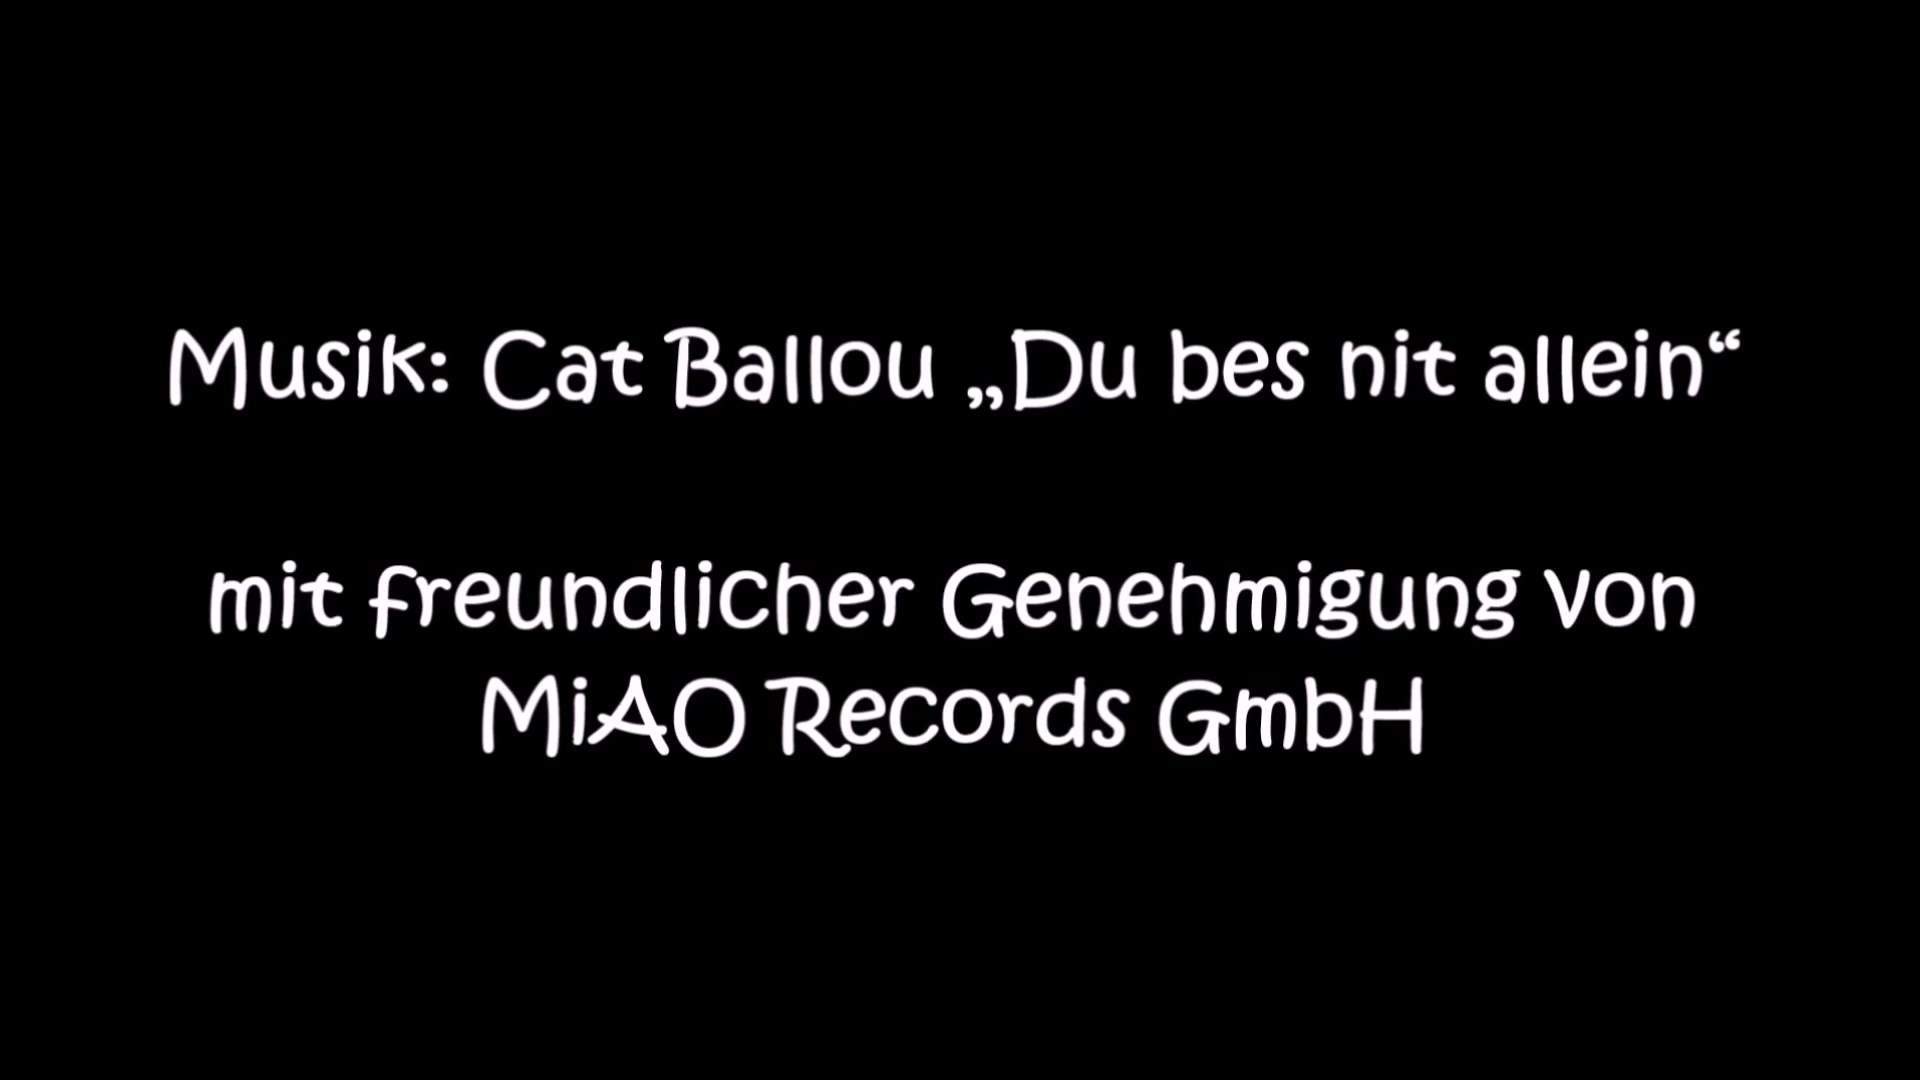 Musik: Cat Ballou „Du bes nit allein“
mit freundlicher Genehmigung von
MiAO Records GmbH